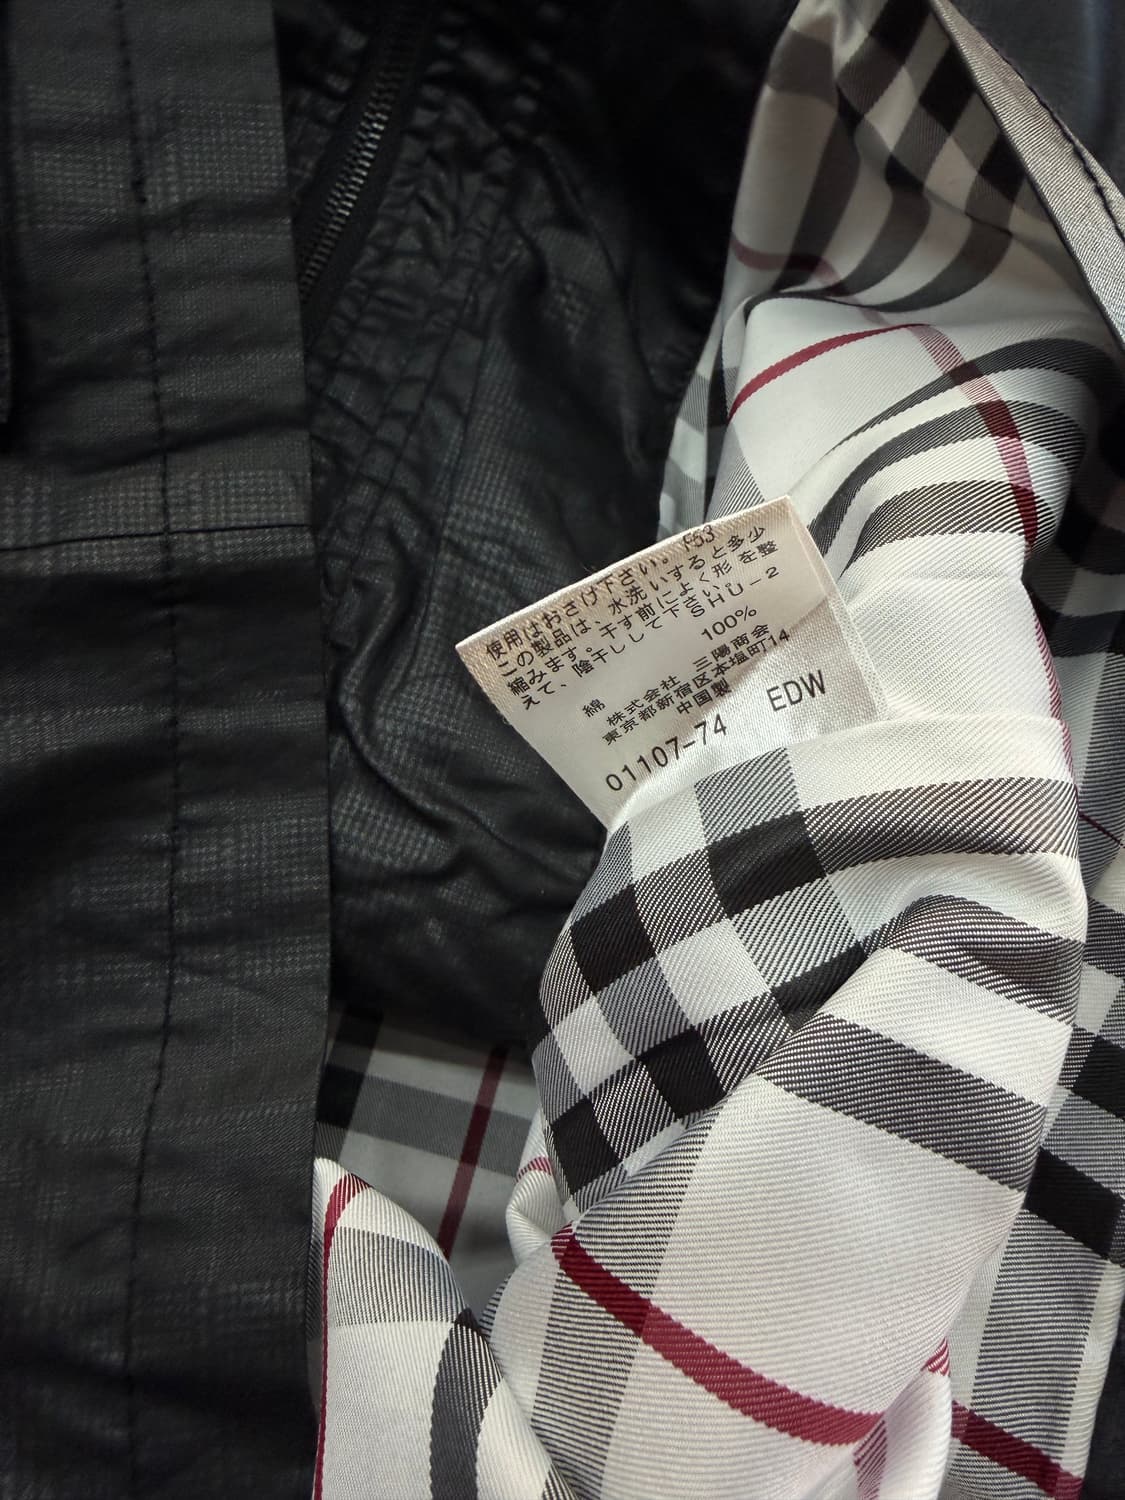 使用はおさけ下さい。 F53
この製品は、水洗いすると多少
縮みます。干す前によく形を整
えて、陰干しして下さい。
SHU-2
綿 100%
株式会社 三陽商会
東京都新宿区本塩町14
中国製
01107-74 EDW